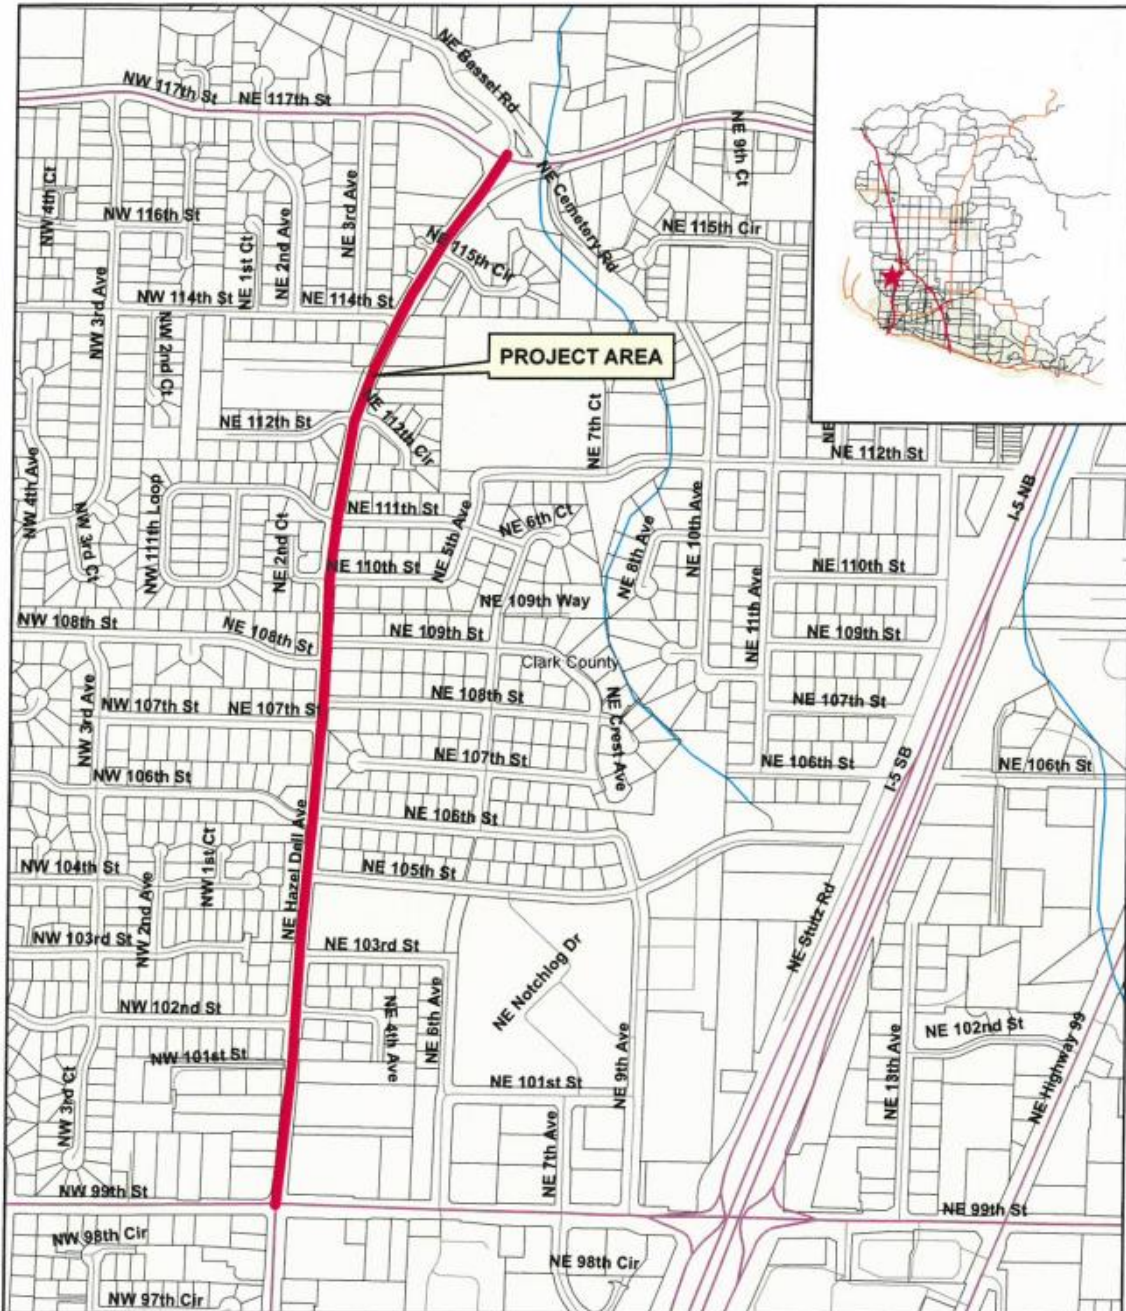 NE Bassel Rd
NW 117th St
NE 117th St
NE 9th Ct
NE Cemetery Rd
NW 4th Ct
NE 3rd Ave
NW 116th St
NE 1st Ct
NE 2nd Ave
NE 115th Cir
NE 115th Cir
NW 3rd Ave
NW 114th St
NE 114th St
NW 2nd Ct
PROJECT AREA
NE 112th St
NE 112th Cir
NE 7th Ct
NE
NE 112th St
NW 4th Ave
NW 3rd Ct
NW 111th Loop
NE 2nd Ct
NE 111th St
NE 5th Ave
NE 6th Ct
NE 8th Ave
NE 10th Ave
I-5 NB
NE 110th St
NE 110th St
NE 109th Way
NE 11th Ave
NW 108th St
NE 108th St
NE 109th St
NE 109th St
Clark County
NW 3rd Ave
NW 107th St
NE 107th St
NE 108th St
NE Crest Ave
NE 107th St
NE 107th St
NW 106th St
NE 106th St
I-5 SB
NE 106th St
NE 106th St
NE Hazel Dell Ave
NW 104th St
NW 1st Ct
NE 105th St
NW 2nd Ave
NW 103rd St
NE 103rd St
NE Notchlog Dr
NE Stutz Rd
NW 102nd St
NE 4th Ave
NE 6th Ave
NE 9th Ave
NE 13th Ave
NE 102nd St
NE Highway 99
NW 101st St
NE 101st St
NW 3rd Ct
NE 7th Ave
NW 99th St
NE 99th St
NW 98th Cir
NE 98th Cir
NW 97th Cir